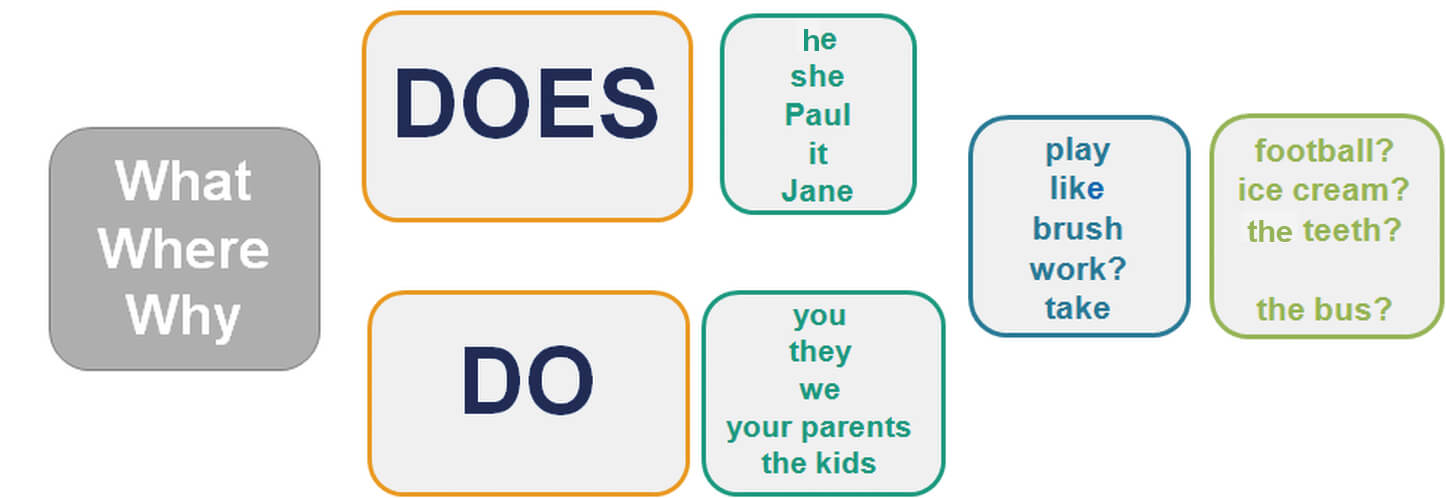 What
Where
Why
DOES
he
she
Paul
it
Jane
DO
you
they
we
your parents
the kids
play
like
brush
work?
take
football?
ice cream?
the teeth?
the bus?